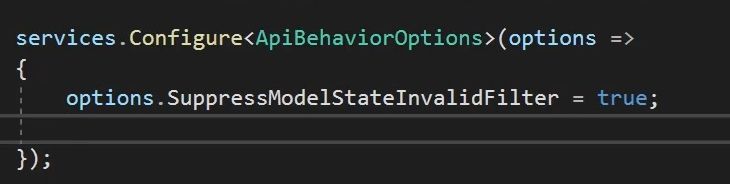 services.Configure<ApiBehaviorOptions>(options =>
{
options.SuppressModelStateInvalidFilter = true;
});